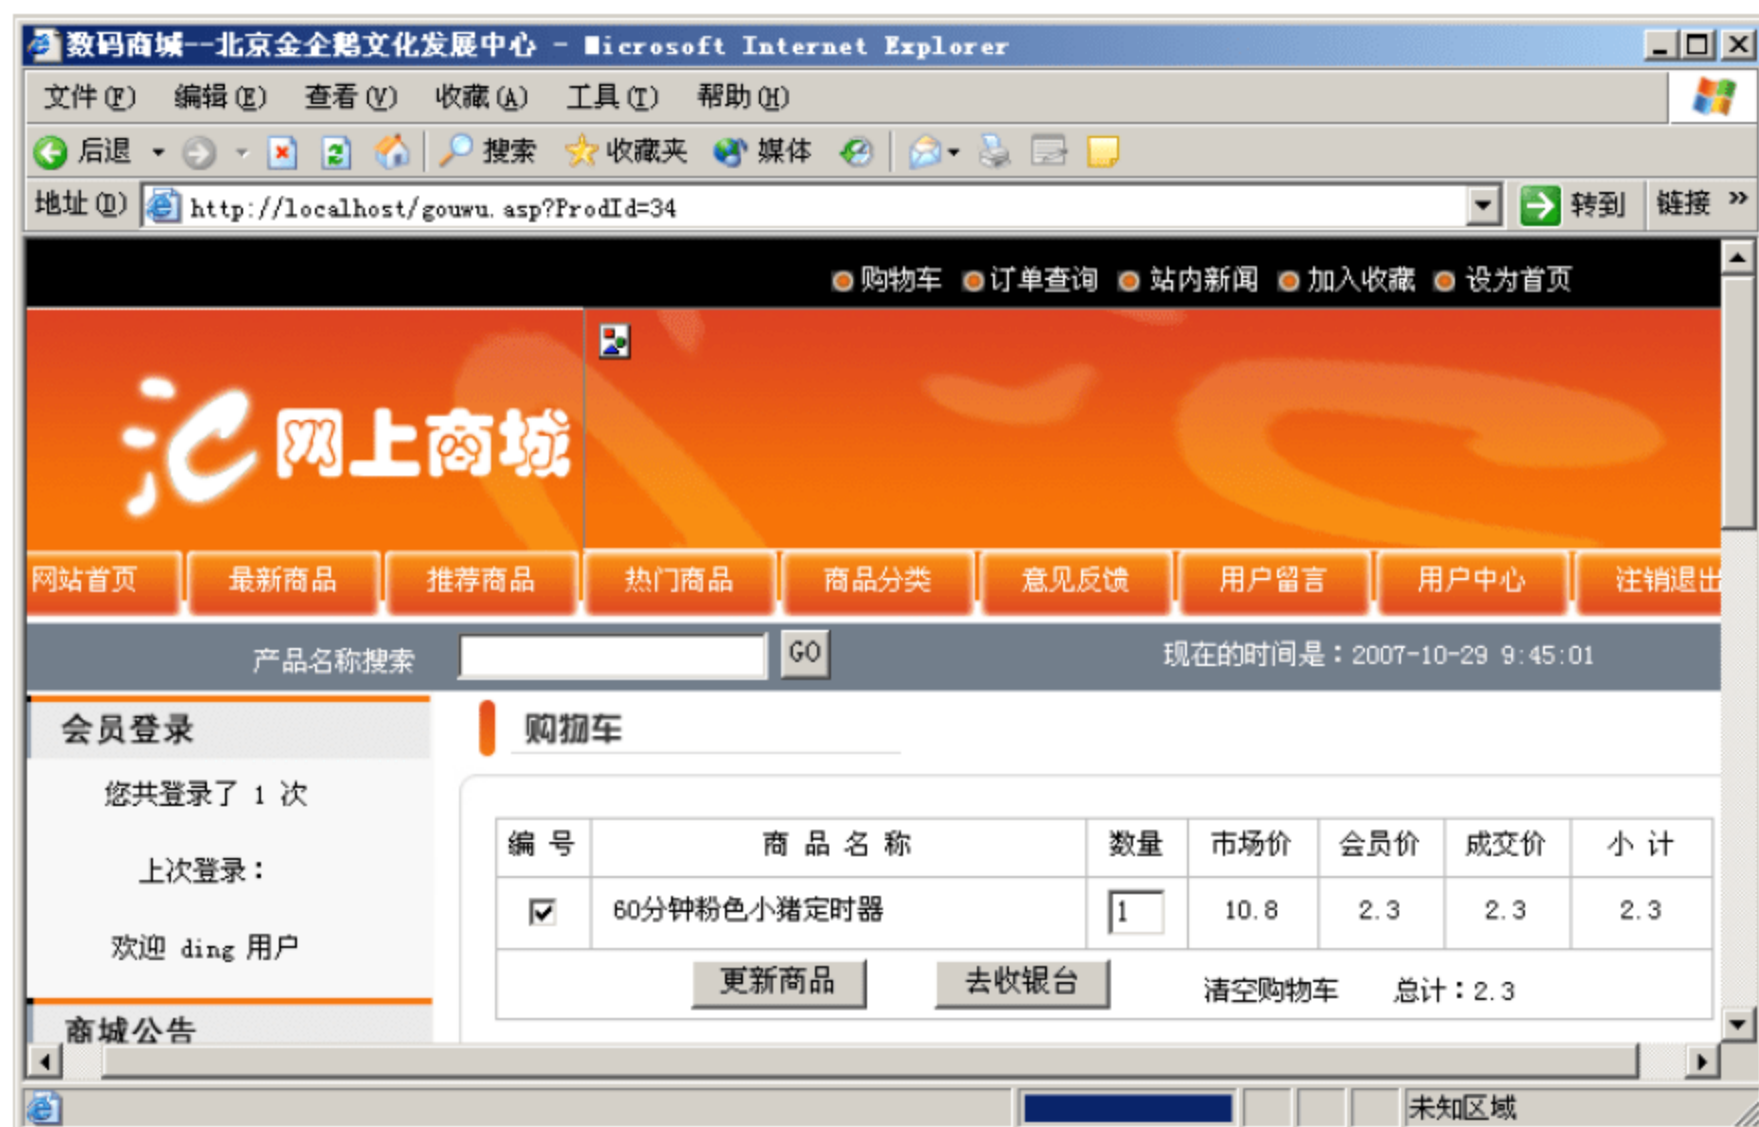 数码商城--北京金企鹅文化发展中心 - Microsoft Internet Explorer
文件(F) 编辑(E) 查看(V) 收藏(A) 工具(T) 帮助(H)
后退 搜索 收藏夹 媒体
地址(D) http://localhost/gouwu.asp?ProdId=34 转到 链接 »
购物车 订单查询 站内新闻 加入收藏 设为首页
汇 网上商城
网站首页 最新商品 推荐商品 热门商品 商品分类 意见反馈 用户留言 用户中心 注销退出
产品名称搜索 GO 现在的时间是：2007-10-29 9:45:01
会员登录
您共登录了 1 次
上次登录：
欢迎 ding 用户
商城公告
购物车
编 号 商 品 名 称 数量 市场价 会员价 成交价 小 计
60分钟粉色小猪定时器 1 10.8 2.3 2.3 2.3
更新商品 去收银台 清空购物车 总计：2.3
未知区域